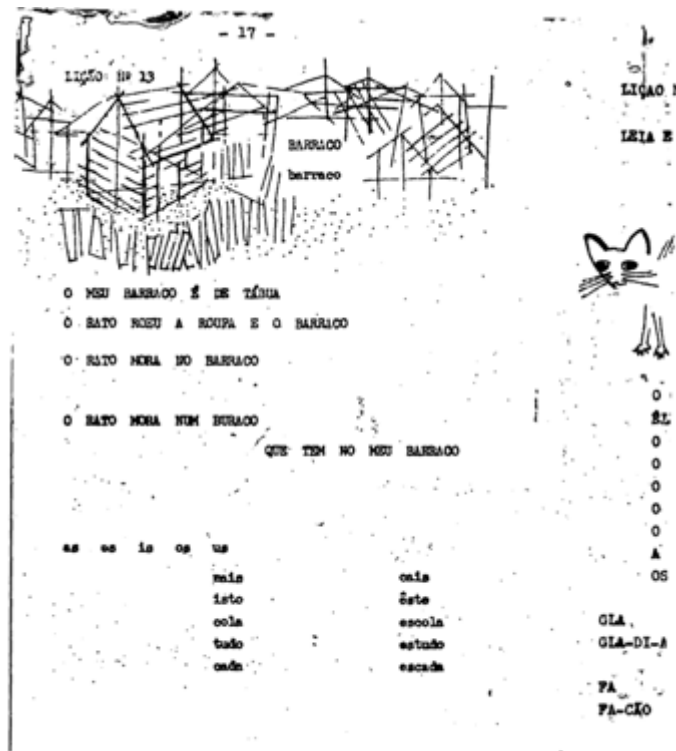 - 17 -
LIÇÃO Nº 13
BARRACO
barraco
O MEU BARRACO É DE TÁBUA
O RATO ROEU A ROUPA E O BARRACO
O RATO MORA NO BARRACO
O RATO MORA NUM BURACO
QUE TEM NO MEU BARRACO
as es is os us
mais cais
isto êste
cola escola
tudo estudo
cada escada
LIÇAO N
LEIA E
O
ÊL
O
O
O
O
O
A
OS
GLA
GLA-DI-A
FA
FA-CÃO